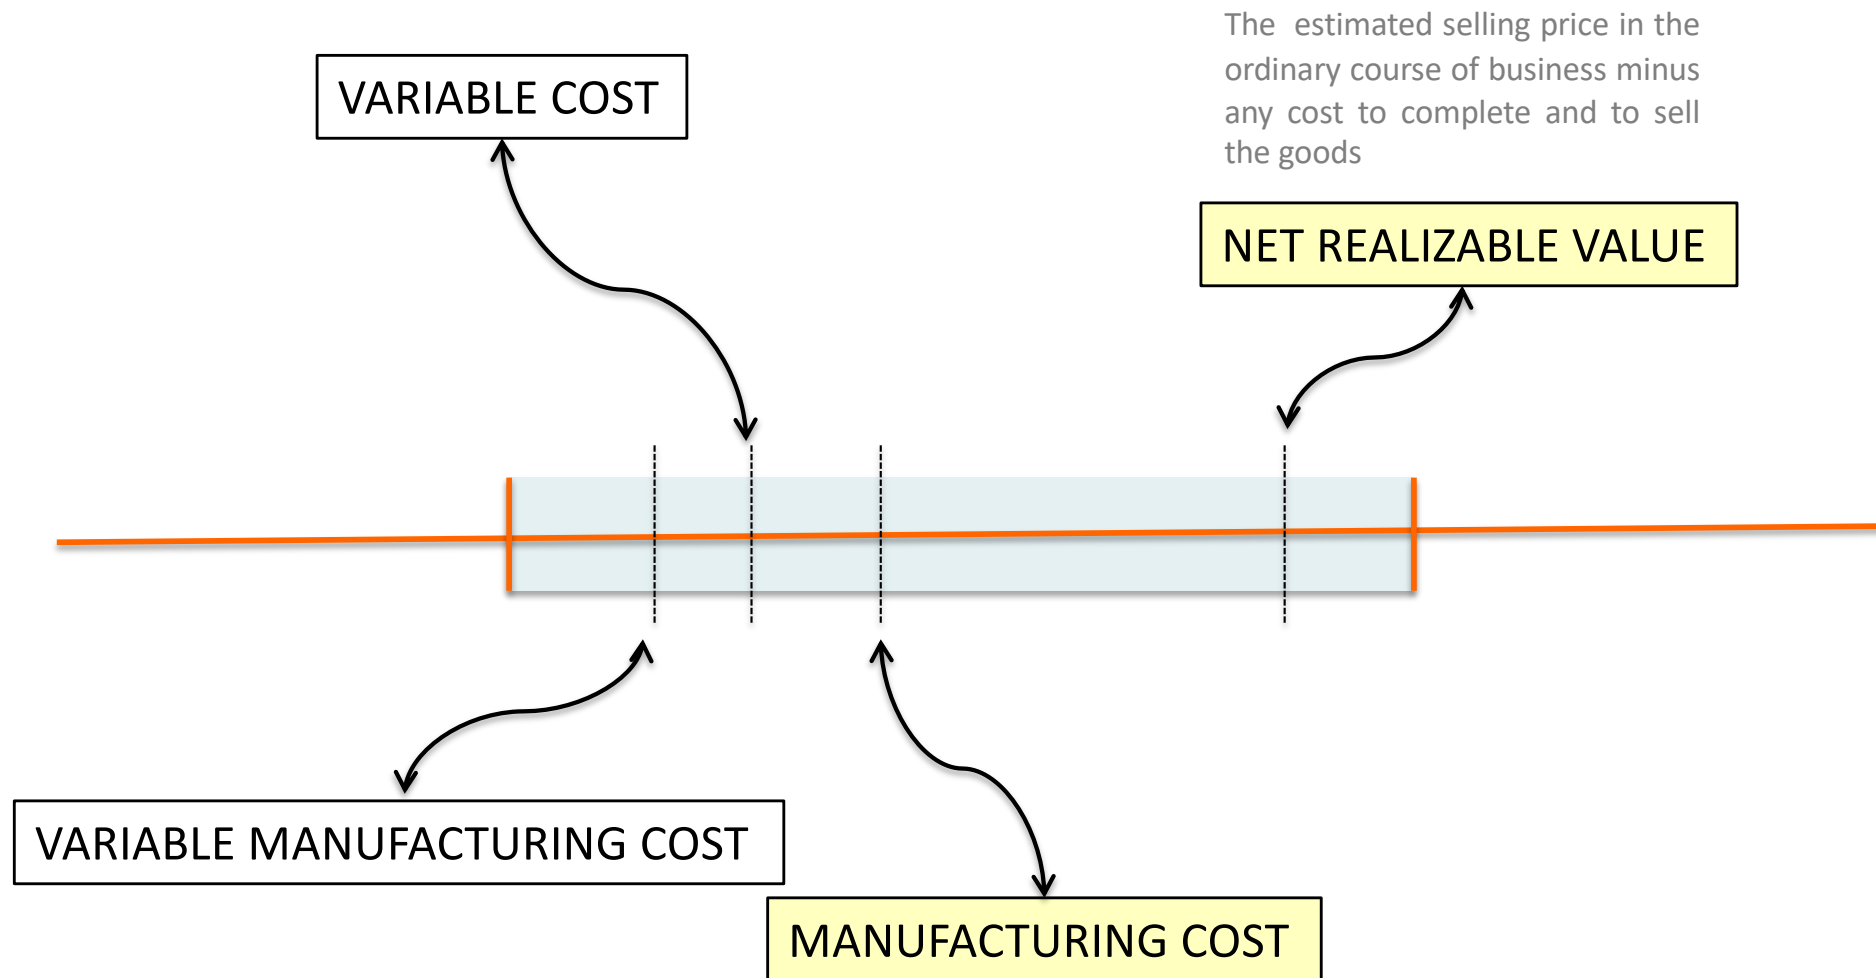 The estimated selling price in the
ordinary course of business minus
any cost to complete and to sell
the goods
VARIABLE COST
NET REALIZABLE VALUE
VARIABLE MANUFACTURING COST
MANUFACTURING COST